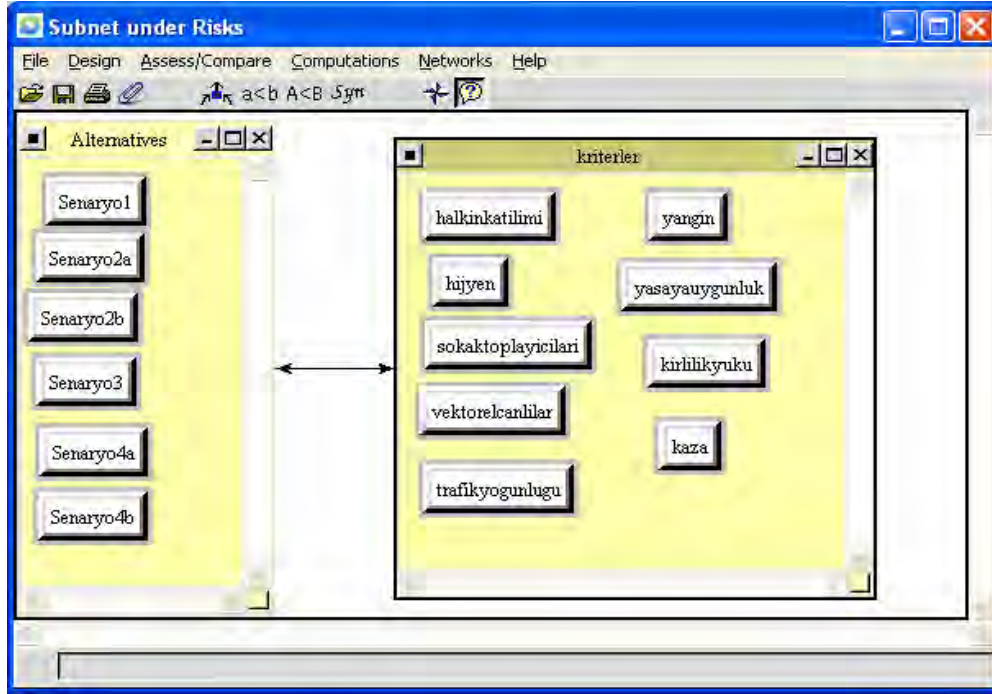 Subnet under Risks
File Design Assess/Compare Computations Networks Help
a<b A<B Syn
Alternatives
Senaryo1
Senaryo2a
Senaryo2b
Senaryo3
Senaryo4a
Senaryo4b
kriterler
halkinkatilimi
hijyen
sokaktoplayicilari
vektorelcanlilar
trafikyogunlugu
yangin
yasayauygunluk
kirlilikyuku
kaza